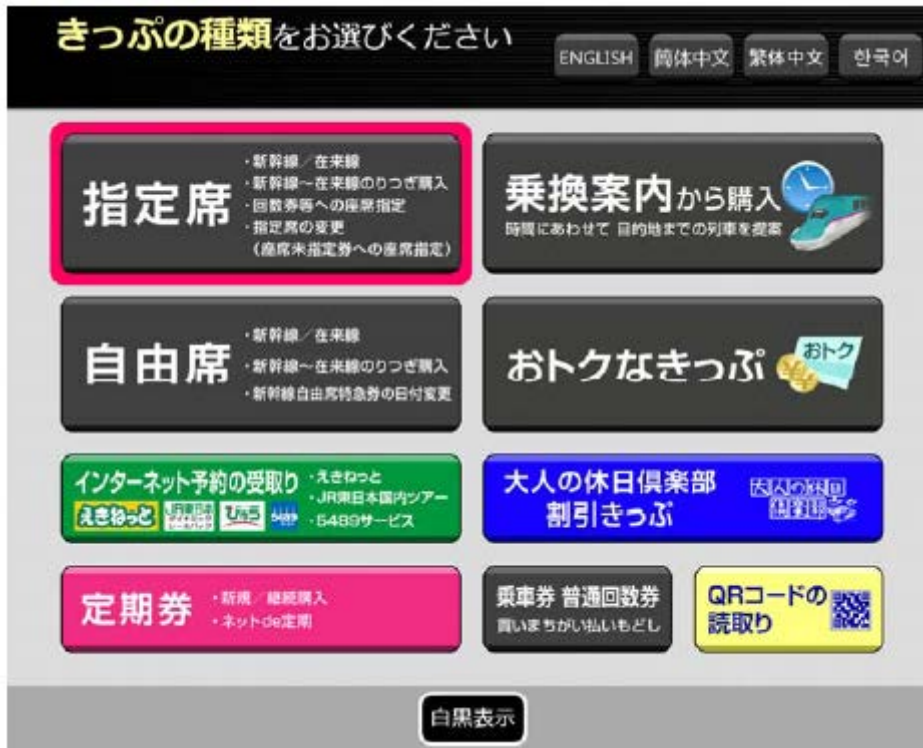 きっぷの種類をお選びください
ENGLISH 简体中文 繁体中文 한국어
指定席
・新幹線／在来線
・新幹線～在来線のりつぎ購入
・回数券等への座席指定
・指定席の変更
（座席未指定券への座席指定）
乗換案内から購入
時間にあわせて 目的地までの列車を提案
自由席
・新幹線／在来線
・新幹線～在来線のりつぎ購入
・新幹線自由席特急券の日付変更
おトクなきっぷ
おトク
インターネット予約の受取り
えきねっと
びゅう
5489
・えきねっと
・JR東日本国内ツアー
・5489サービス
大人の休日倶楽部
割引きっぷ
大人の休日
倶楽部
定期券
・新規／継続購入
・ネットde定期
乗車券 普通回数券
買いまちがい払いもどし
QRコードの
読取り
白黒表示